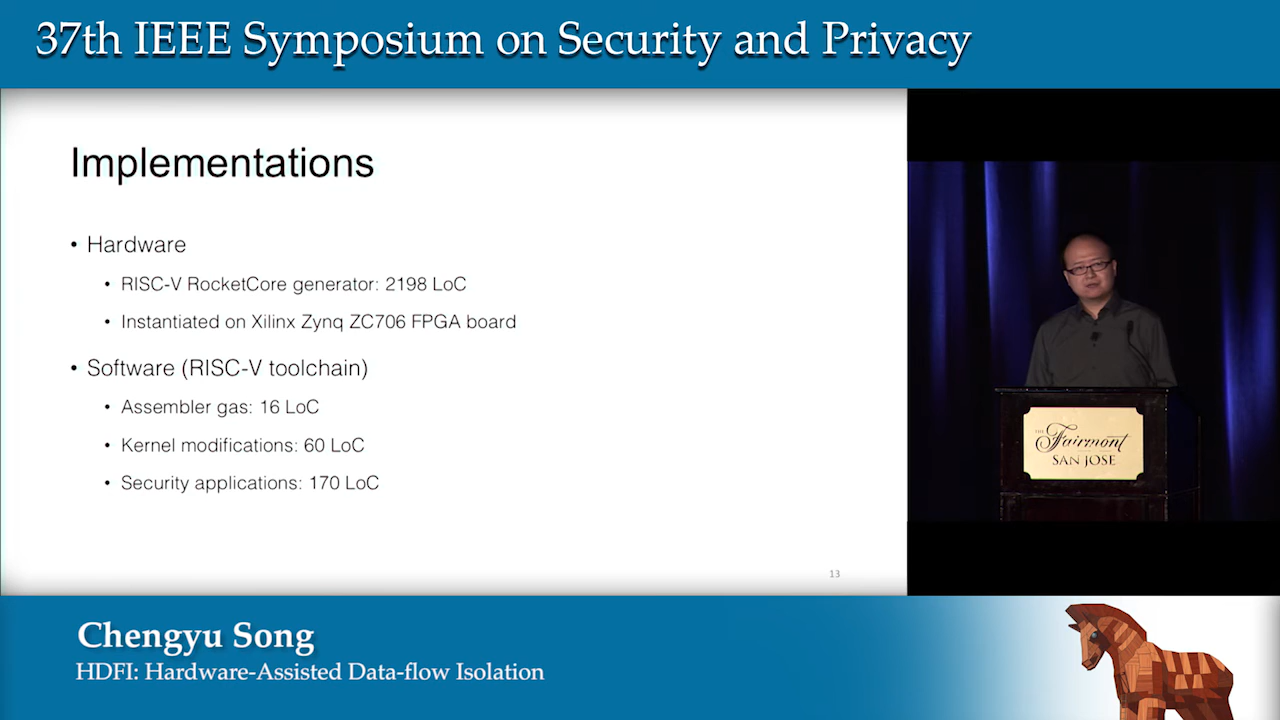 37th IEEE Symposium on Security and Privacy
Implementations
• Hardware
• RISC-V RocketCore generator: 2198 LoC
• Instantiated on Xilinx Zynq ZC706 FPGA board
• Software (RISC-V toolchain)
• Assembler gas: 16 LoC
• Kernel modifications: 60 LoC
• Security applications: 170 LoC
13
THE Fairmont
SAN JOSE
Chengyu Song
HDFI: Hardware-Assisted Data-flow Isolation